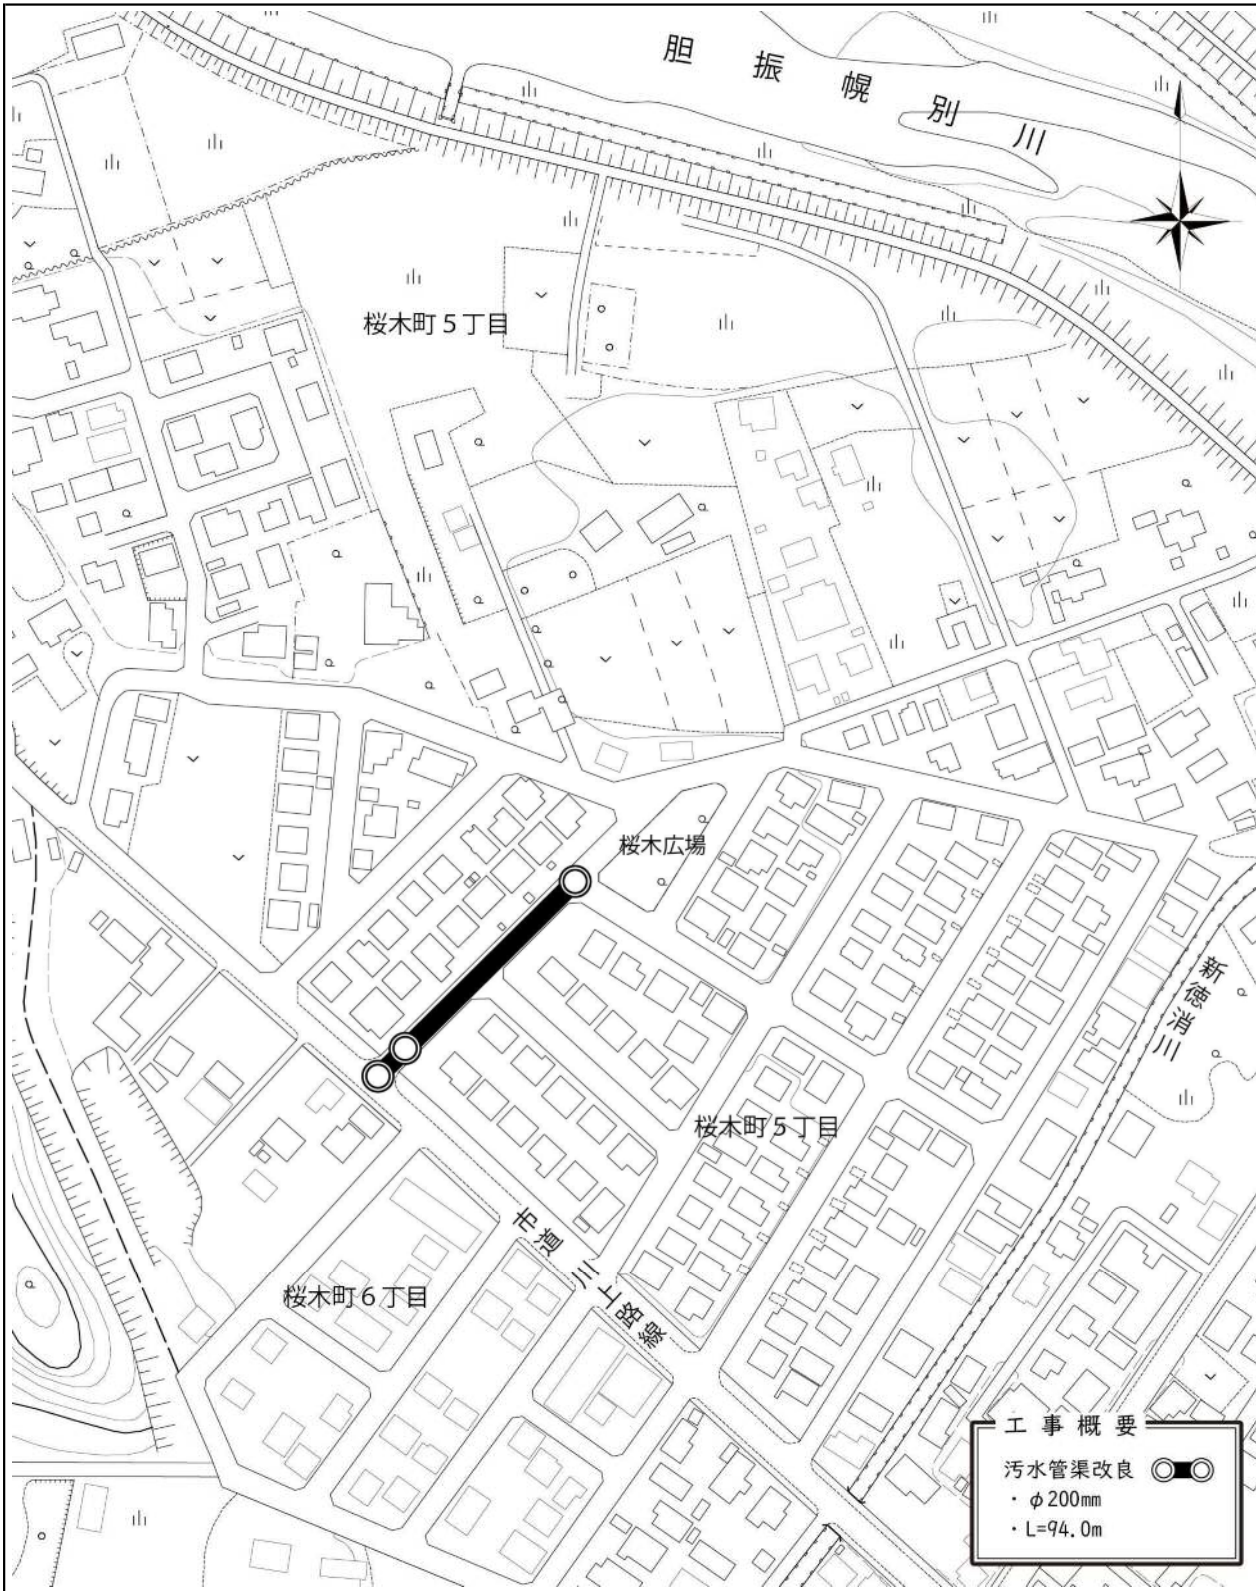 胆振幌別川
桜木町５丁目
桜木広場
新徳消川
桜木町５丁目
市道川上路線
桜木町６丁目
工事概要
汚水管渠改良
・φ200mm
・L=94.0m